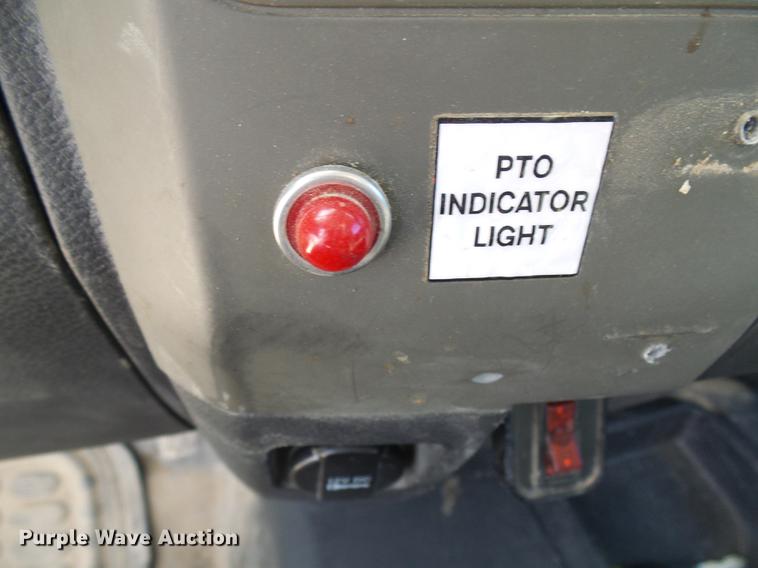 PTO
INDICATOR
LIGHT
Purple Wave Auction